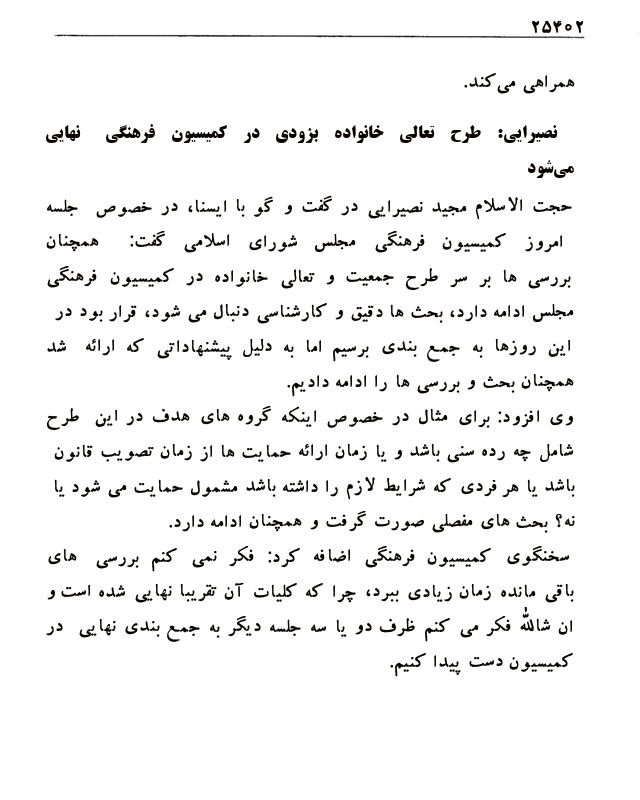 ۲۵۴۰۲
همراهی می‌کند.
نصیرایی: طرح تعالی خانواده بزودی در کمیسیون فرهنگی نهایی
می‌شود
حجت الاسلام مجید نصیرایی در گفت و گو با ایسنا، در خصوص جلسه
امروز کمیسیون فرهنگی مجلس شورای اسلامی گفت: همچنان
بررسی ها بر سر طرح جمعیت و تعالی خانواده در کمیسیون فرهنگی
مجلس ادامه دارد، بحث ها دقیق و کارشناسی دنبال می شود، قرار بود در
این روزها به جمع بندی برسیم اما به دلیل پیشنهاداتی که ارائه شد
همچنان بحث و بررسی ها را ادامه دادیم.
وی افزود: برای مثال در خصوص اینکه گروه های هدف در این طرح
شامل چه رده سنی باشد و یا زمان ارائه حمایت ها از زمان تصویب قانون
باشد یا هر فردی که شرایط لازم را داشته باشد مشمول حمایت می شود یا
نه؟ بحث های مفصلی صورت گرفت و همچنان ادامه دارد.
سخنگوی کمیسیون فرهنگی اضافه کرد: فکر نمی کنم بررسی های
باقی مانده زمان زیادی ببرد، چرا که کلیات آن تقریبا نهایی شده است و
ان شالله فکر می کنم ظرف دو یا سه جلسه دیگر به جمع بندی نهایی در
کمیسیون دست پیدا کنیم.